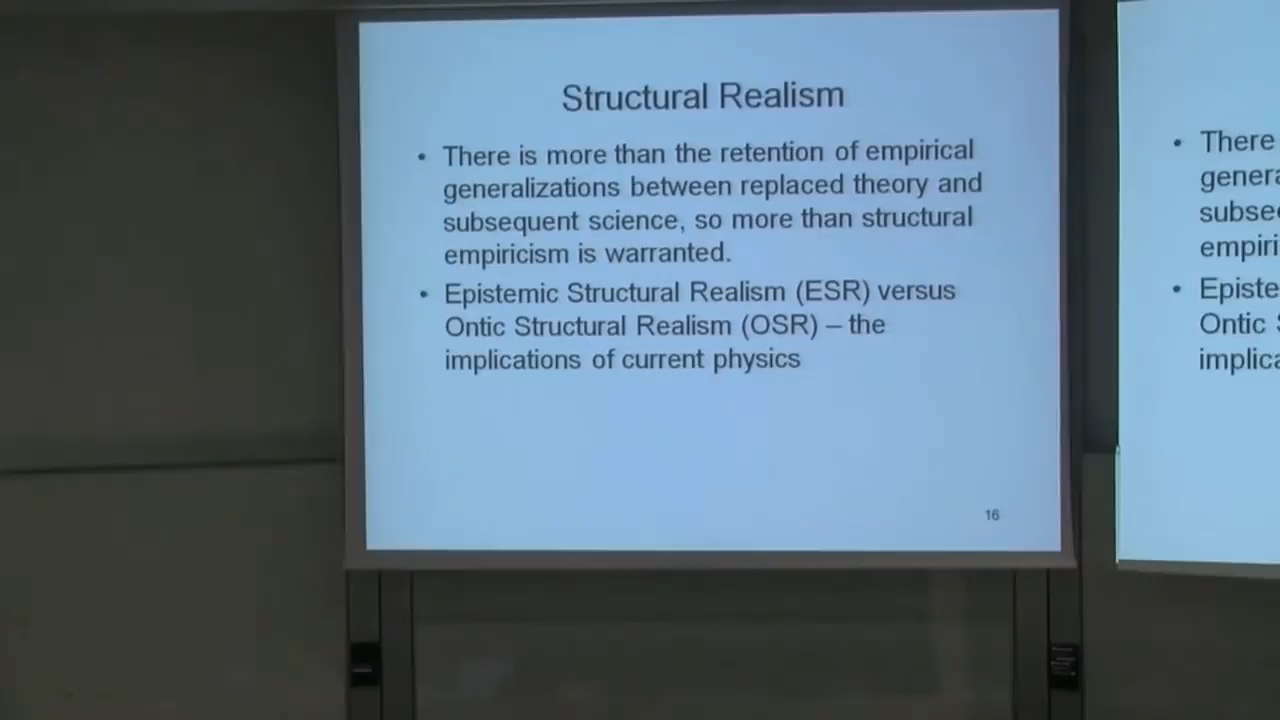 Structural Realism
• There is more than the retention of empirical
generalizations between replaced theory and
subsequent science, so more than structural
empiricism is warranted.
• Epistemic Structural Realism (ESR) versus
Ontic Structural Realism (OSR) – the
implications of current physics
16
• There
genera
subse
empiri
• Episte
Ontic
implica